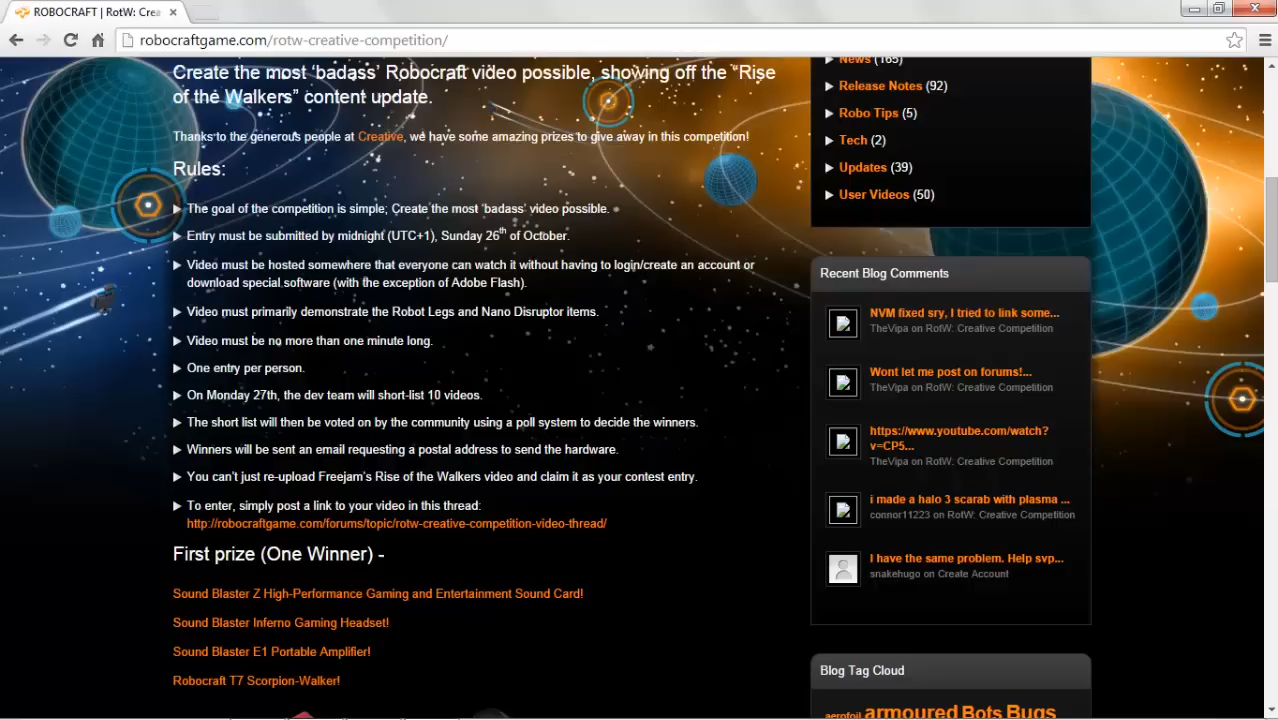 ROBOCRAFT | RotW: Crea
robocraftgame.com/rotw-creative-competition/
Create the most ‘badass’ Robocraft video possible, showing off the “Rise
of the Walkers” content update.
Thanks to the generous people at Creative, we have some amazing prizes to give away in this competition!
Rules:
The goal of the competition is simple; Create the most ‘badass’ video possible.
Entry must be submitted by midnight (UTC+1), Sunday 26th of October.
Video must be hosted somewhere that everyone can watch it without having to login/create an account or
download special software (with the exception of Adobe Flash).
Video must primarily demonstrate the Robot Legs and Nano Disruptor items.
Video must be no more than one minute long.
One entry per person.
On Monday 27th, the dev team will short-list 10 videos.
The short list will then be voted on by the community using a poll system to decide the winners.
Winners will be sent an email requesting a postal address to send the hardware.
You can’t just re-upload Freejam’s Rise of the Walkers video and claim it as your contest entry.
To enter, simply post a link to your video in this thread:
http://robocraftgame.com/forums/topic/rotw-creative-competition-video-thread/
First prize (One Winner) -
Sound Blaster Z High-Performance Gaming and Entertainment Sound Card!
Sound Blaster Inferno Gaming Headset!
Sound Blaster E1 Portable Amplifier!
Robocraft T7 Scorpion-Walker!
News (165)
Release Notes (92)
Robo Tips (5)
Tech (2)
Updates (39)
User Videos (50)
Recent Blog Comments
NVM fixed sry, I tried to link some...
TheVipa on RotW: Creative Competition
Wont let me post on forums!...
TheVipa on RotW: Creative Competition
https://www.youtube.com/watch?
v=CP5...
TheVipa on RotW: Creative Competition
i made a halo 3 scarab with plasma ...
connor11223 on RotW: Creative Competition
I have the same problem. Help svp...
snakehugo on Create Account
Blog Tag Cloud
aerofoil armoured Bots Bugs